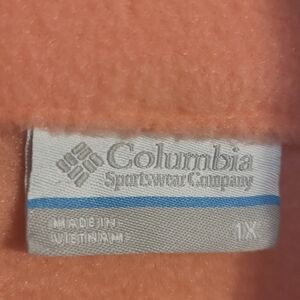 Columbia
Sportswear Company
MADE IN
VIETNAM
1X